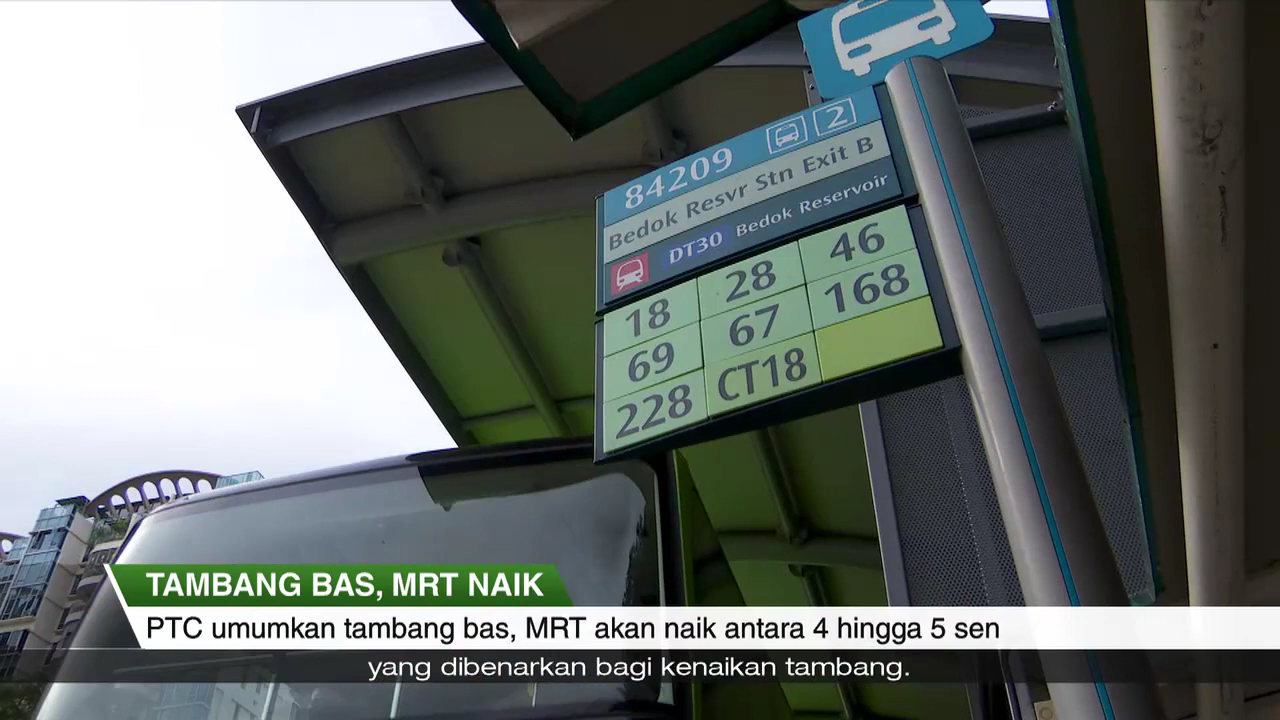 84209 2
Bedok Resvr Stn Exit B
DT30 Bedok Reservoir
18 28 46
69 67 168
228 CT18
TAMBANG BAS, MRT NAIK
PTC umumkan tambang bas, MRT akan naik antara 4 hingga 5 sen
yang dibenarkan bagi kenaikan tambang.